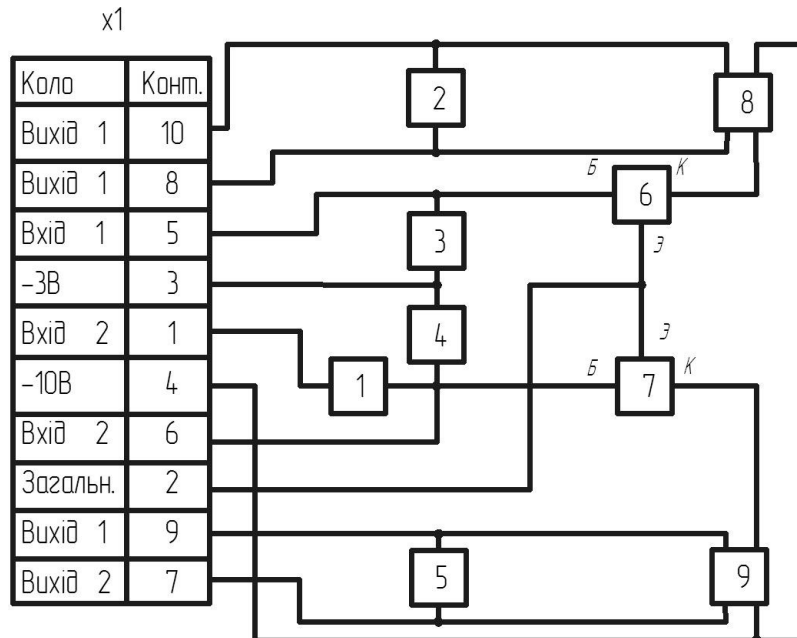 x1
Коло Конт.
Вихід 1 10
Вихід 1 8
Вхід 1 5
-3В 3
Вхід 2 1
-10В 4
Вхід 2 6
Загальн. 2
Вихід 1 9
Вихід 2 7
2
8
Б 6 К
Э
3
4
Э
1
Б 7 К
5
9